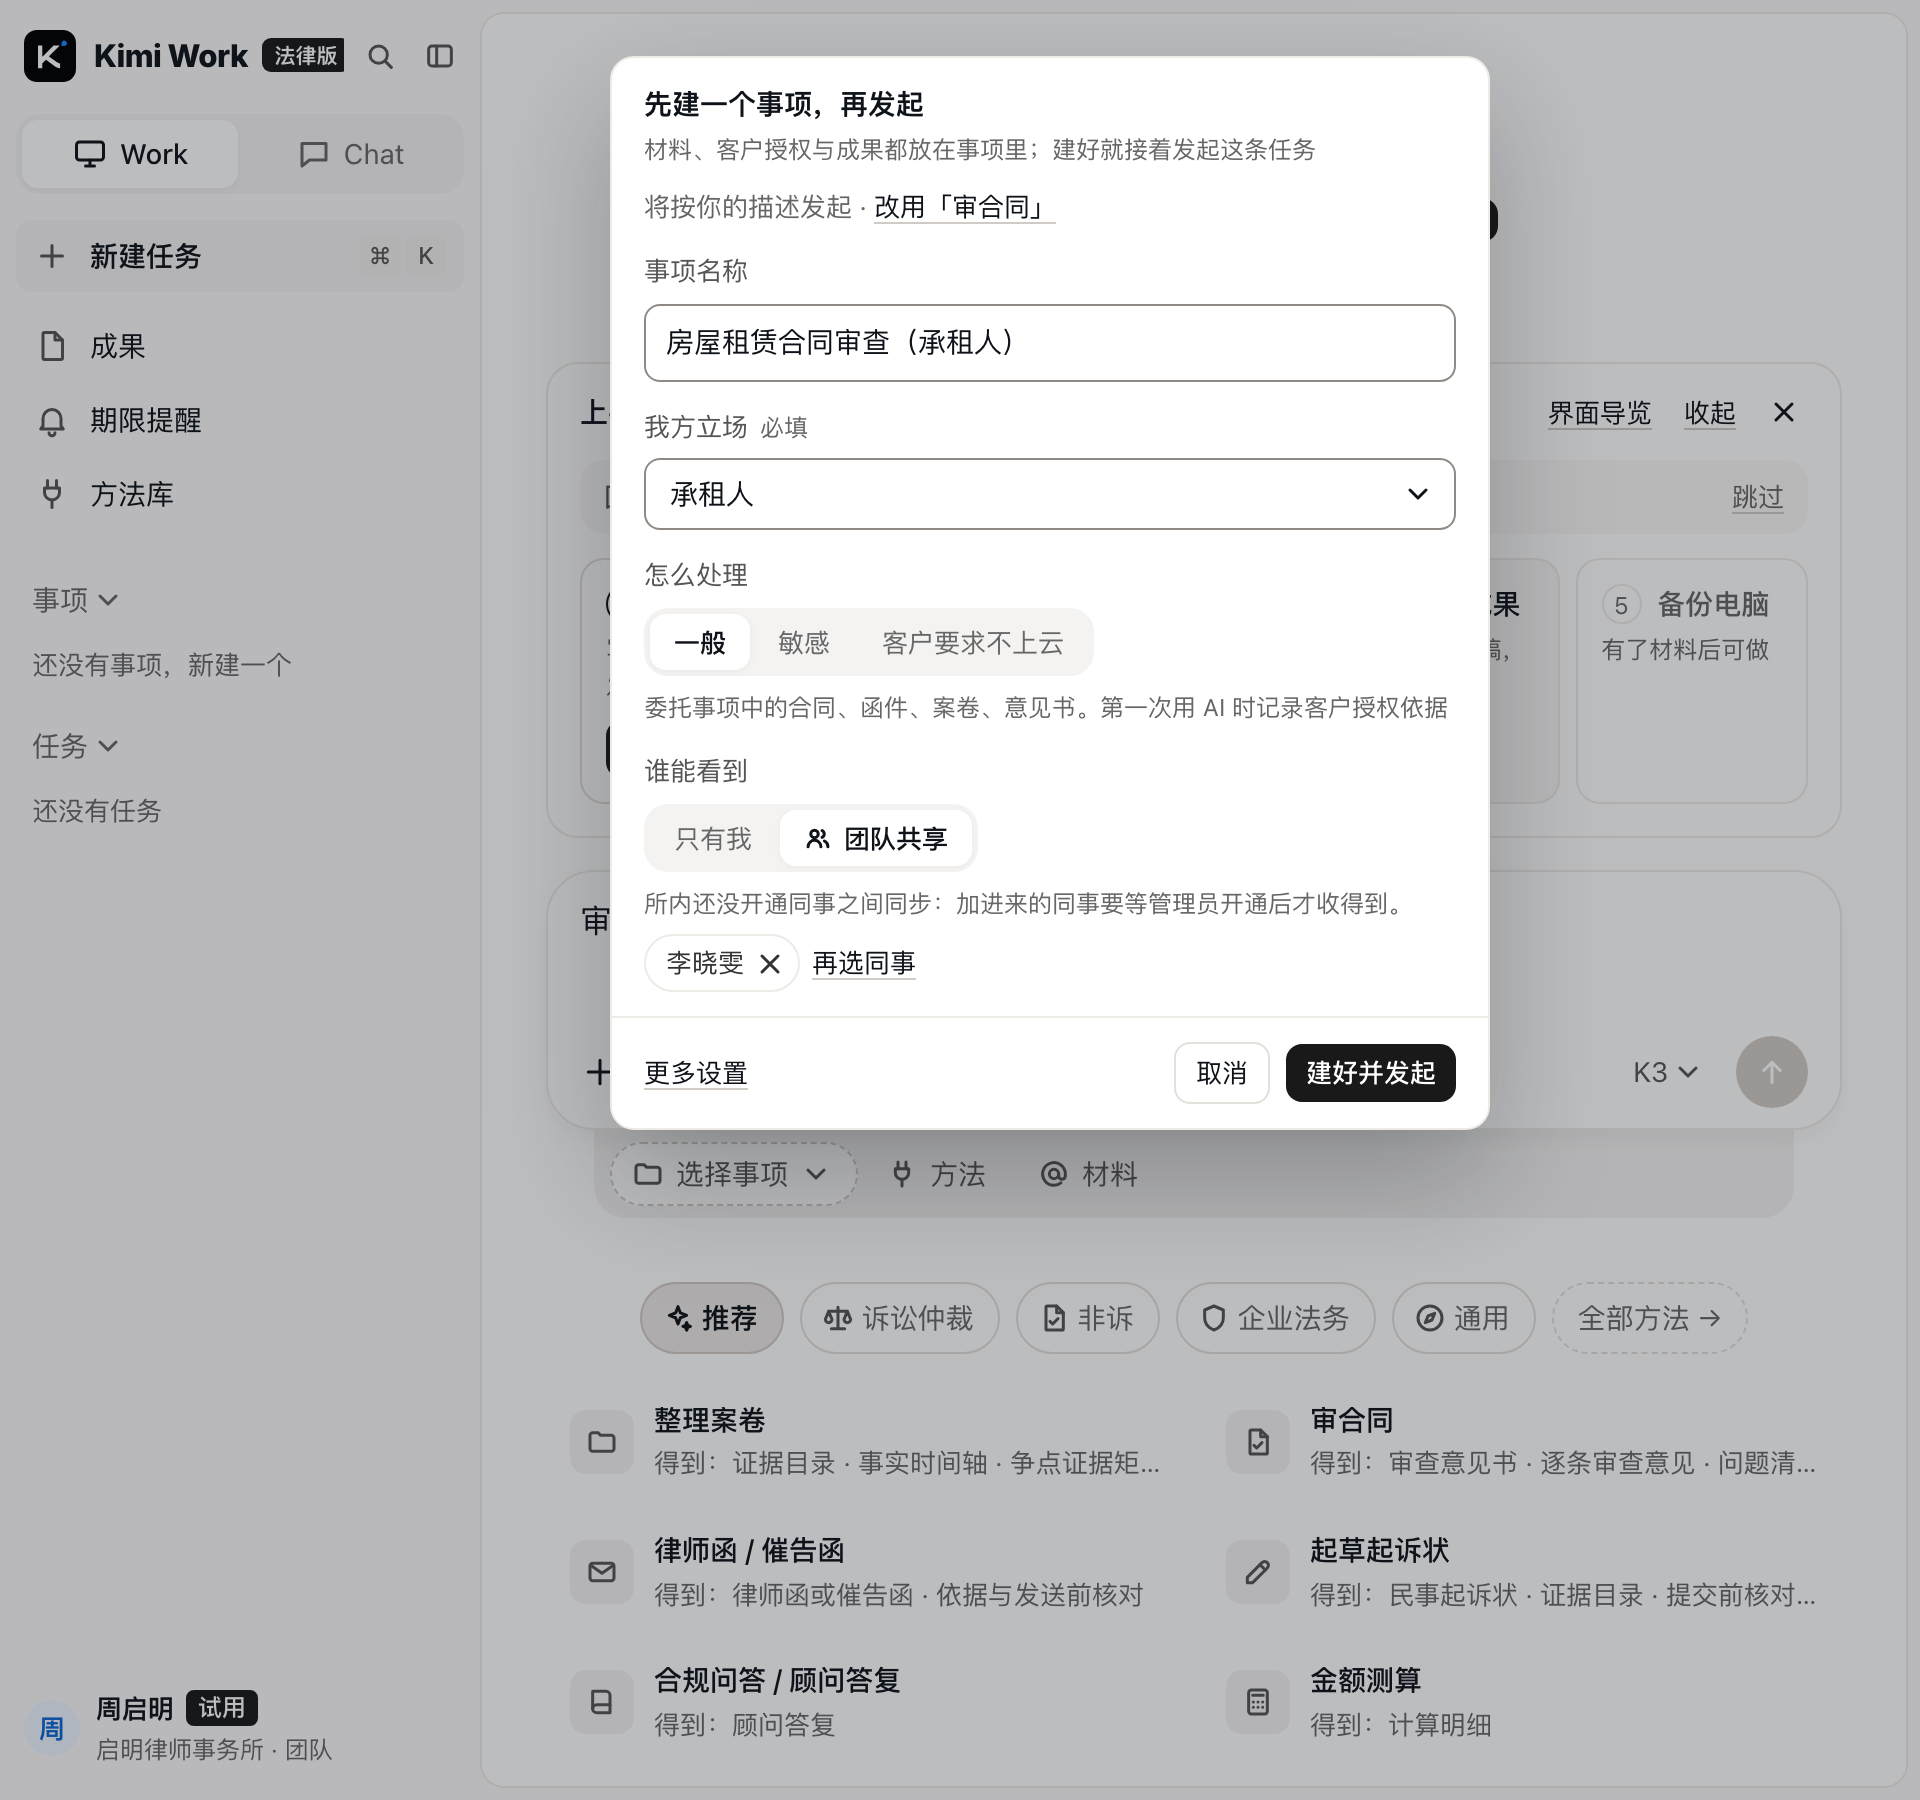 Kimi Work 法律版
Work
Chat
新建任务 ⌘ K
成果
期限提醒
方法库
事项
还没有事项，新建一个
任务
还没有任务
周 周启明 试用
启明律师事务所 · 团队
先建一个事项，再发起
材料、客户授权与成果都放在事项里；建好就接着发起这条任务
将按你的描述发起 · 改用「审合同」
事项名称
房屋租赁合同审查（承租人）
我方立场 必填
承租人
怎么处理
一般 敏感 客户要求不上云
委托事项中的合同、函件、案卷、意见书。第一次用 AI 时记录客户授权依据
谁能看到
只有我 团队共享
所内还没开通同事之间同步：加进来的同事要等管理员开通后才收得到。
李晓雯 再选同事
更多设置 取消 建好并发起
上
界面导览 收起
跳过
果
稿，
5 备份电脑
有了材料后可做
审
K3
选择事项 方法 材料
推荐 诉讼仲裁 非诉 企业法务 通用 全部方法 →
整理案卷
得到：证据目录 · 事实时间轴 · 争点证据矩...
审合同
得到：审查意见书 · 逐条审查意见 · 问题清...
律师函 / 催告函
得到：律师函或催告函 · 依据与发送前核对
起草起诉状
得到：民事起诉状 · 证据目录 · 提交前核对...
合规问答 / 顾问答复
得到：顾问答复
金额测算
得到：计算明细